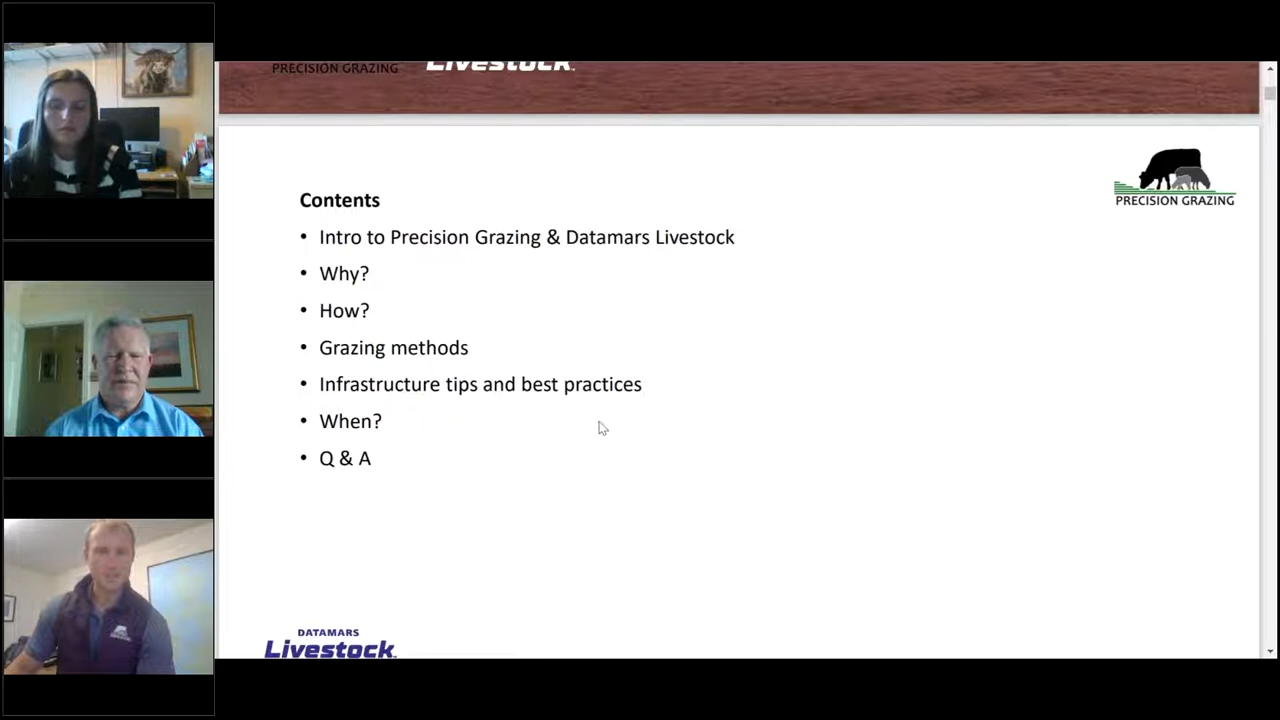 PRECISION GRAZING
Livestock
PRECISION GRAZING
Contents
• Intro to Precision Grazing & Datamars Livestock
• Why?
• How?
• Grazing methods
• Infrastructure tips and best practices
• When?
• Q & A
DATAMARS
Livestock